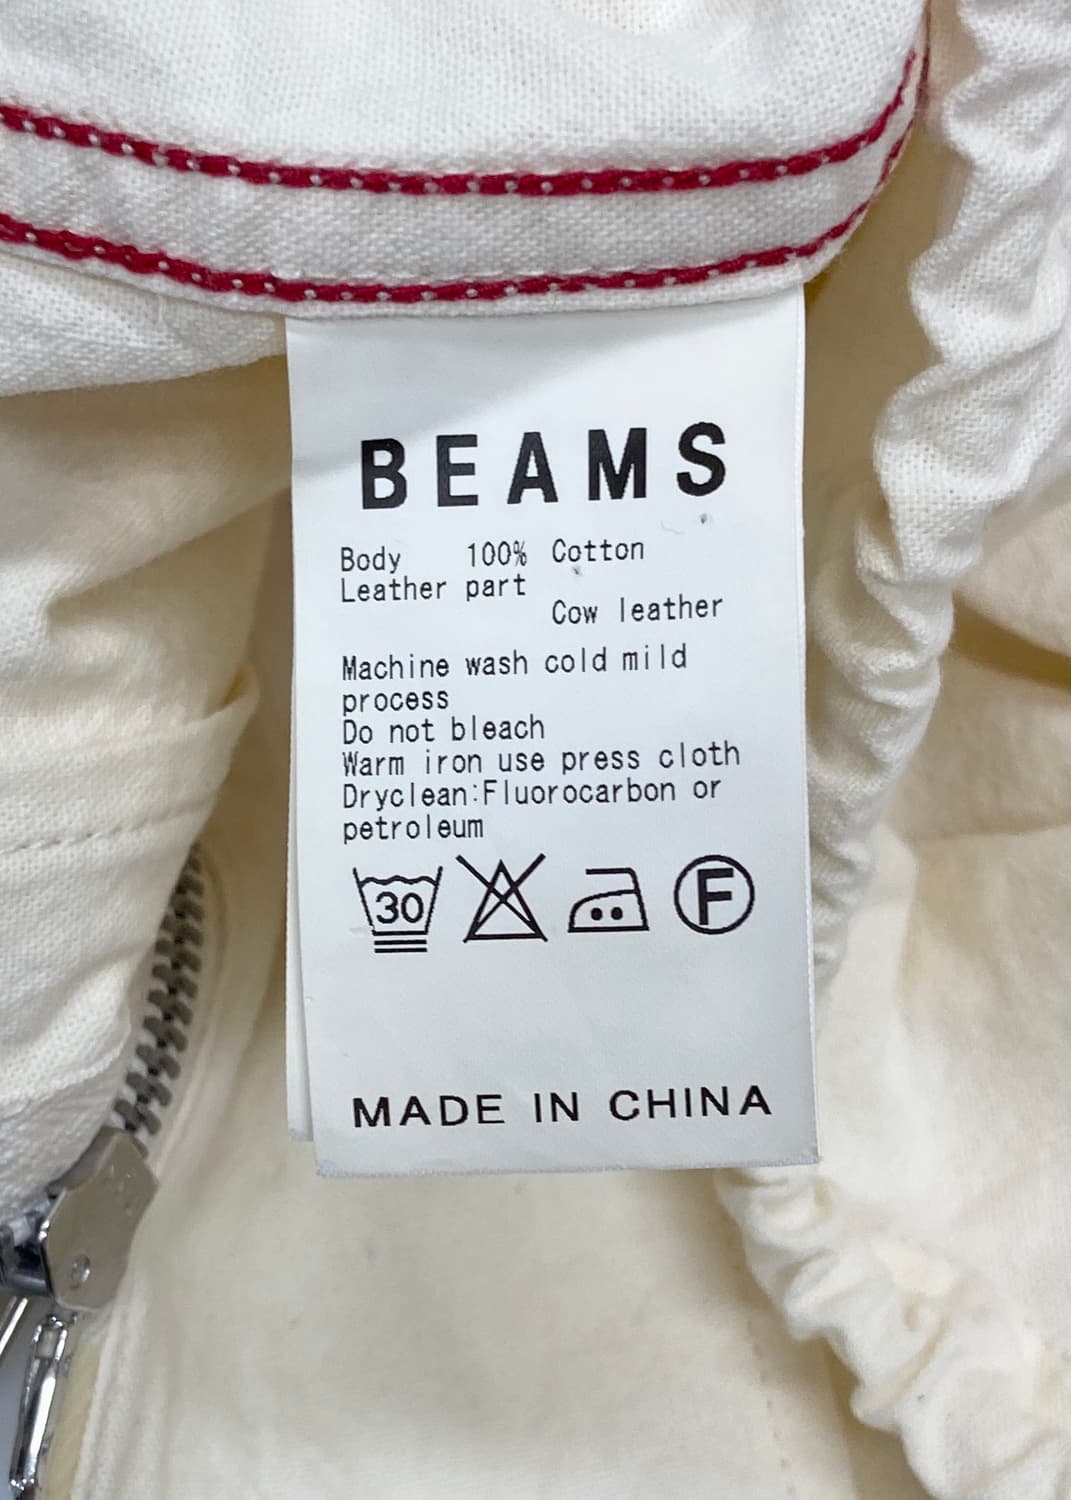 BEAMS
Body 100% Cotton
Leather part
Cow leather
Machine wash cold mild
process
Do not bleach
Warm iron use press cloth
Dryclean:Fluorocarbon or
petroleum
30 F
MADE IN CHINA